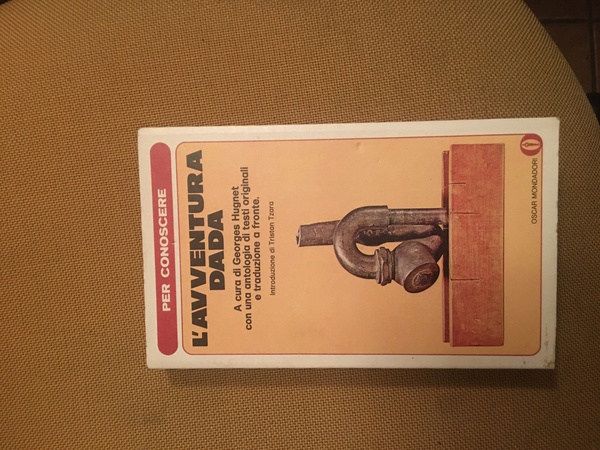 PER CONOSCERE
L'AVVENTURA
DADA
A cura di Georges Hugnet
con una antologia di testi originali
e traduzione a fronte.
Introduzione di Tristan Tzara
OSCAR MONDADORI